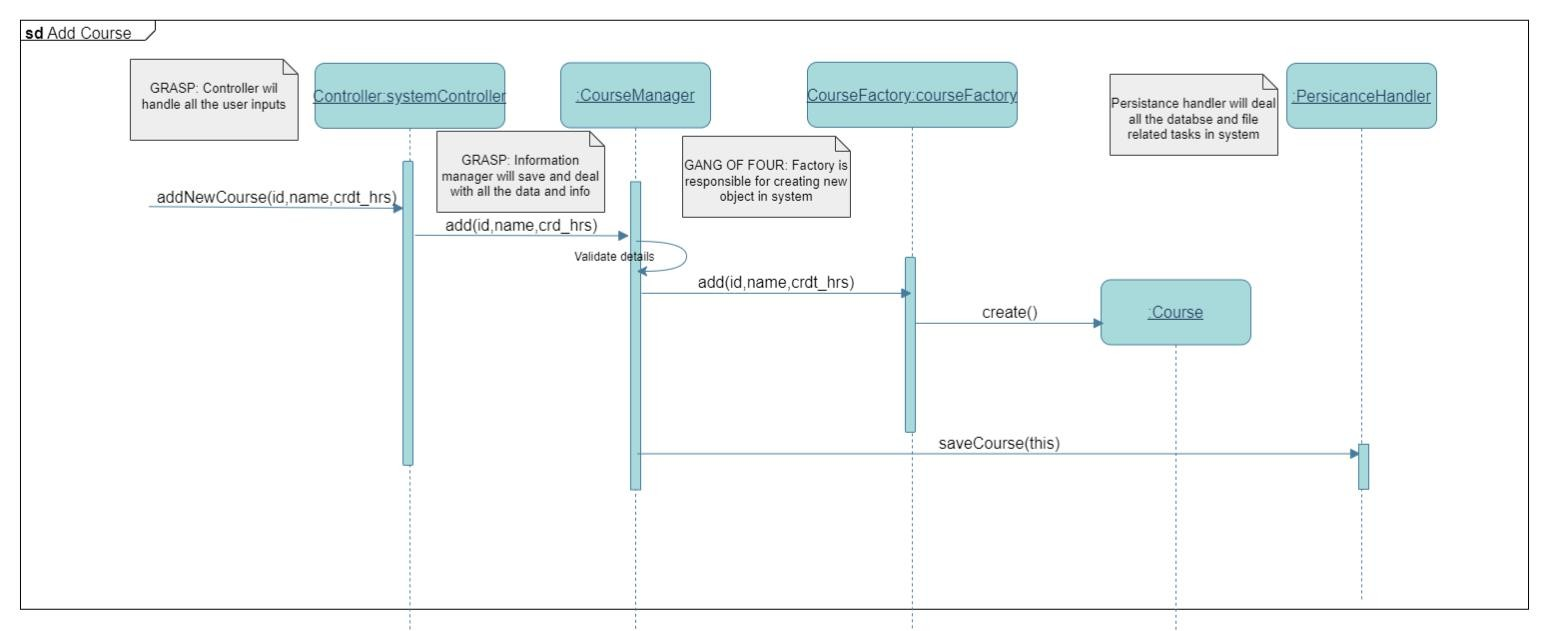 sd Add Course
GRASP: Controller wil
handle all the user inputs
Controller:systemController
:CourseManager
CourseFactory:courseFactory
Persistance handler will deal
all the databse and file
related tasks in system
:PersicanceHandler
GRASP: Information
manager will save and deal
with all the data and info
GANG OF FOUR: Factory is
responsible for creating new
object in system
addNewCourse(id,name,crdt_hrs)
add(id,name,crd_hrs)
Validate details
add(id,name,crdt_hrs)
create()
:Course
saveCourse(this)